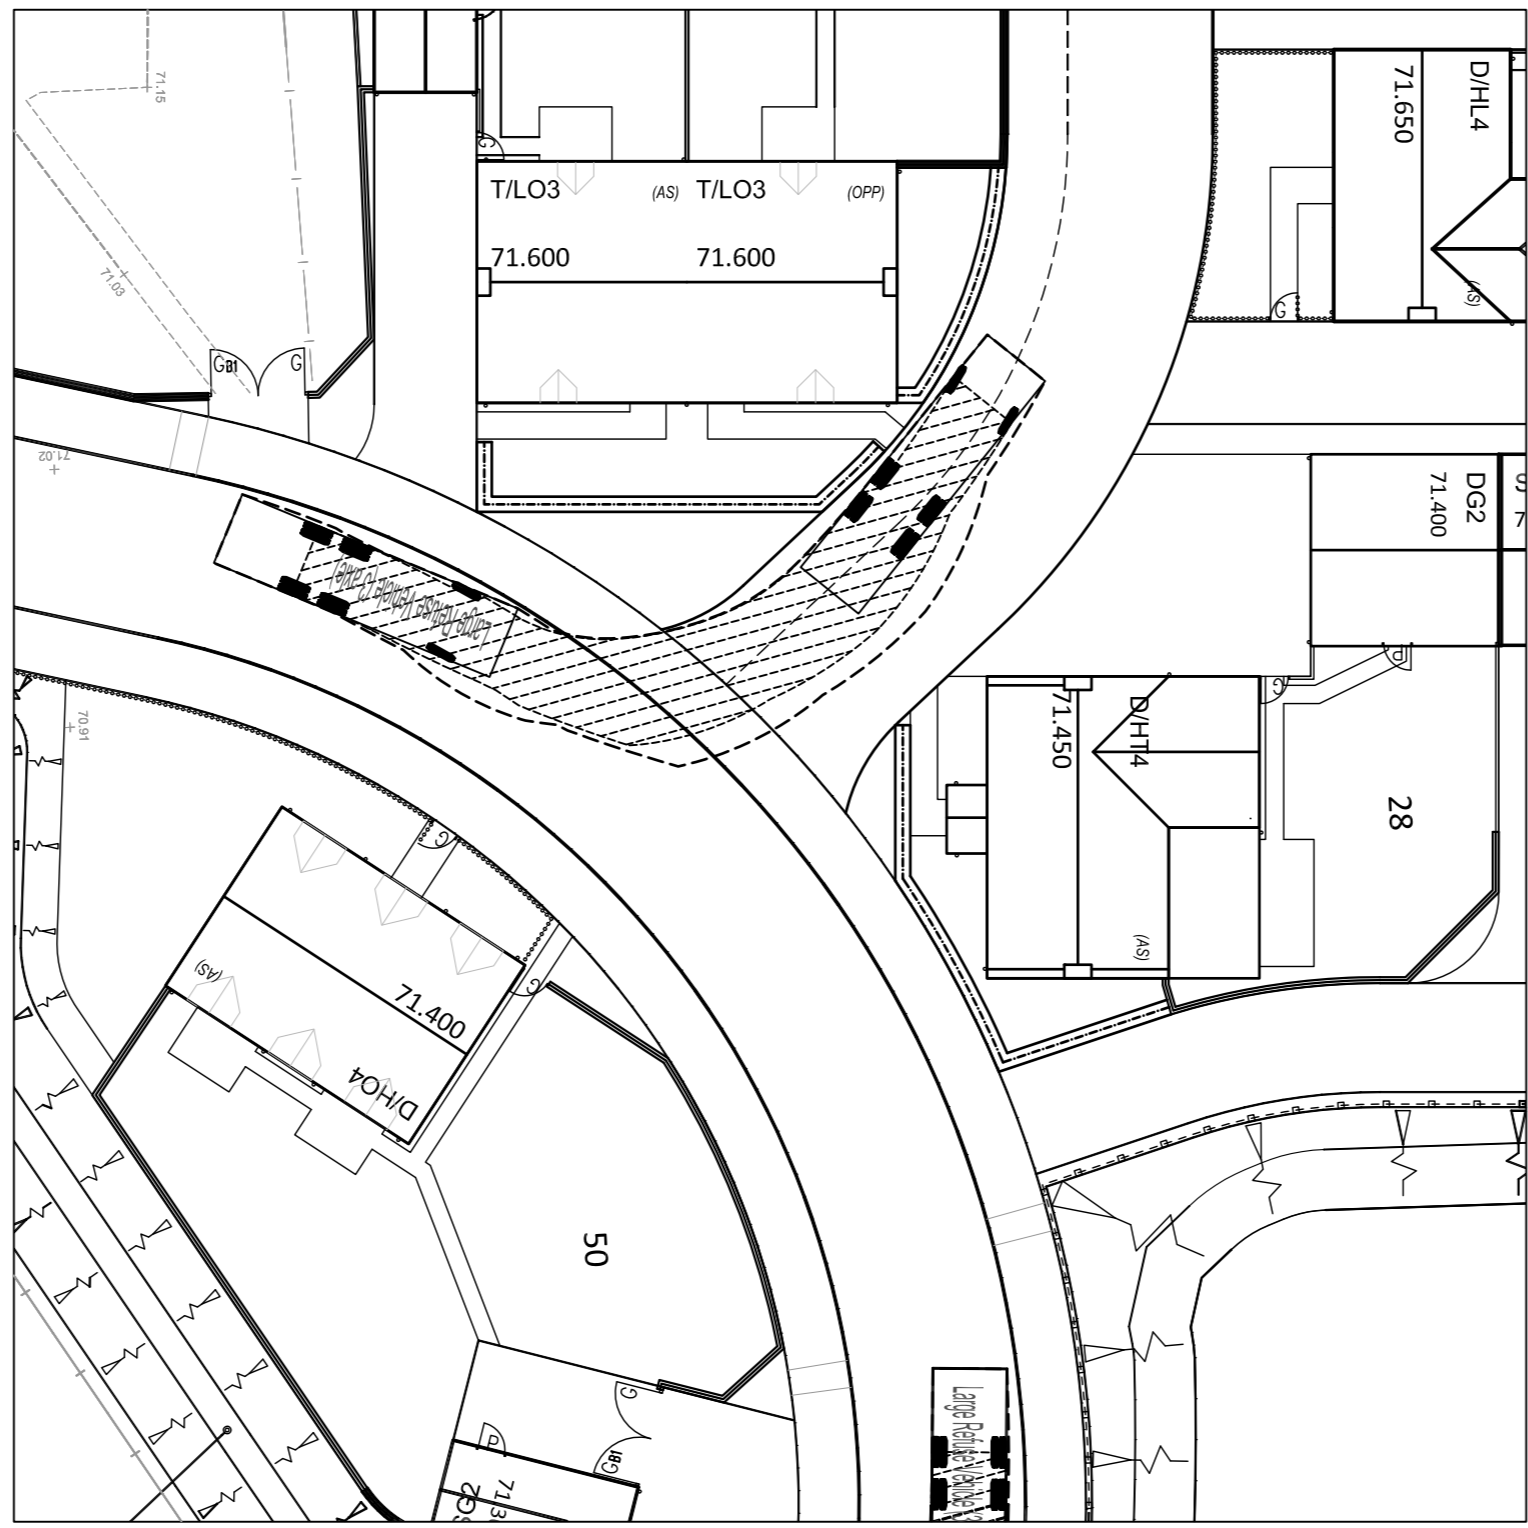 71.15
71.03
71.02
70.91
G
T/LO3 (AS) T/LO3 (OPP)
71.600 71.600
GB1 G
D/HL4
71.650
(AS)
G
DG2
71.400
P
G
D/HT4
71.450
(AS)
28
Large Refuse Vehicle
G
G
(AS)
71.400
D/HO4
50
G
GB1
P
SG2
Large Refuse Vehicle